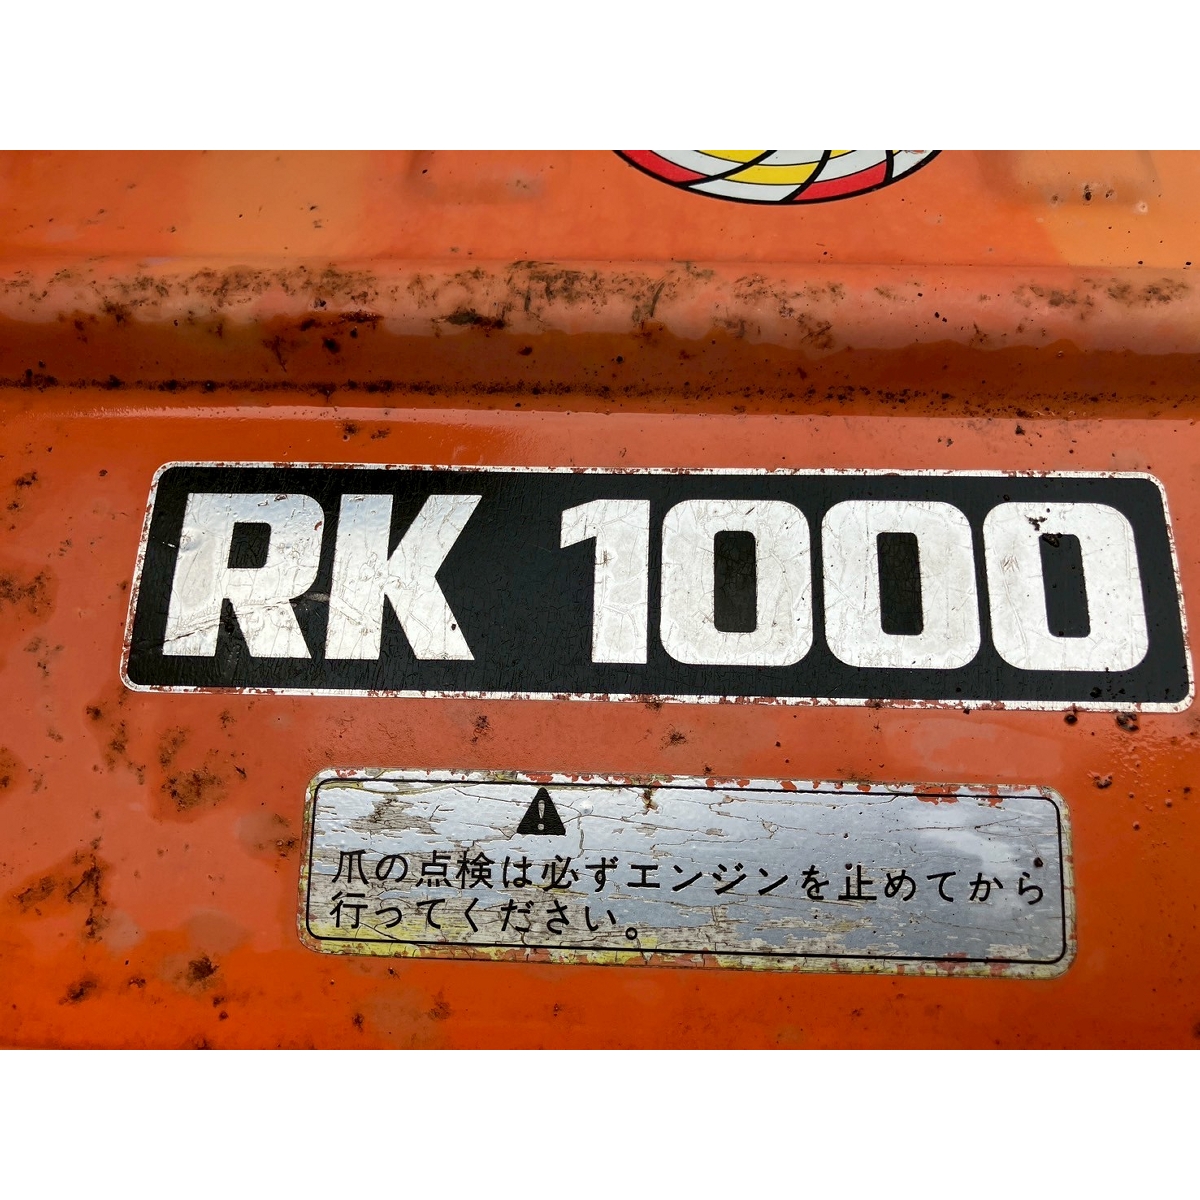 RK 1000
爪の点検は必ずエンジンを止めてから
行ってください。